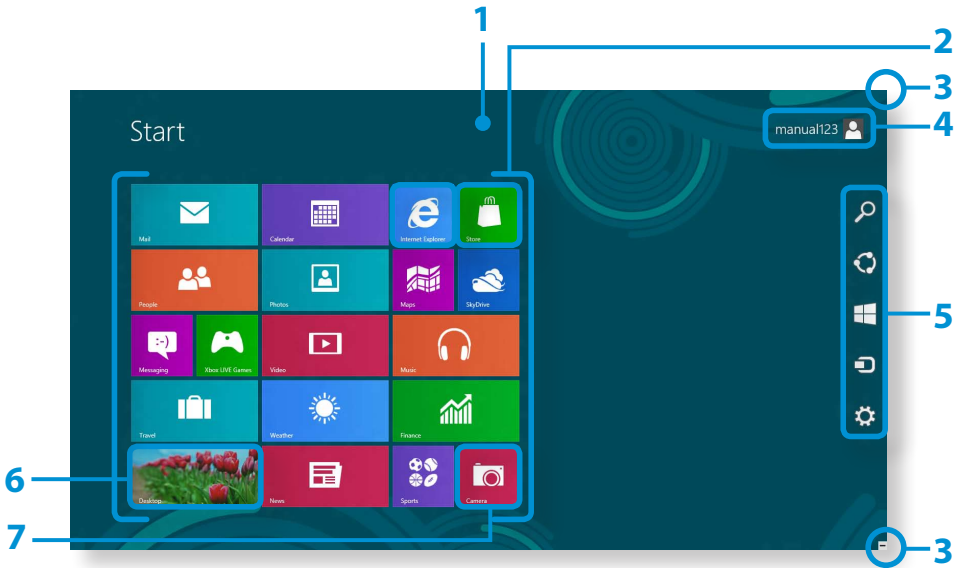 1
2
3
Start
manual123
4
Mail
Calendar
Internet Explorer
Store
People
Photos
Maps
SkyDrive
5
Messaging
Xbox LIVE Games
Video
Music
Travel
Weather
Finance
6
Desktop
News
Sports
Camera
7
3